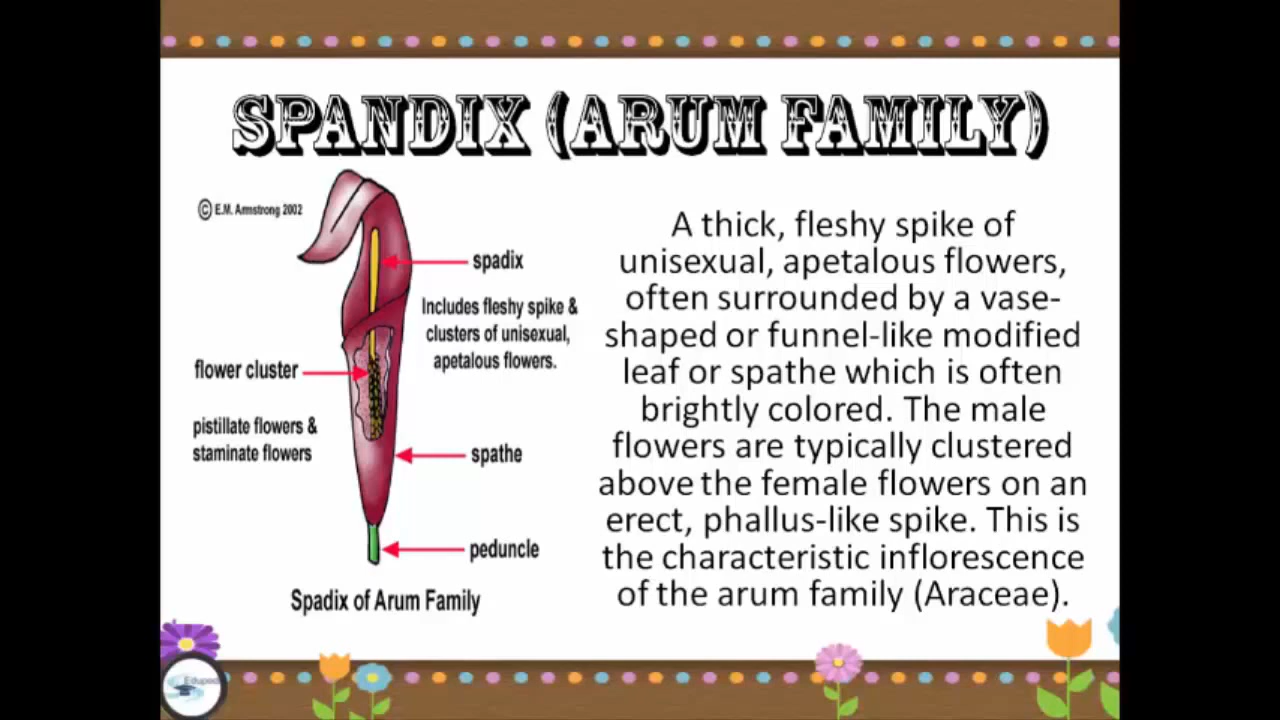 SPANDIX (ARUM FAMILY)
© E.M. Armstrong 2002
spadix
Includes fleshy spike &
clusters of unisexual,
apetalous flowers.
flower cluster
pistillate flowers &
staminate flowers
spathe
peduncle
Spadix of Arum Family
A thick, fleshy spike of
unisexual, apetalous flowers,
often surrounded by a vase-
shaped or funnel-like modified
leaf or spathe which is often
brightly colored. The male
flowers are typically clustered
above the female flowers on an
erect, phallus-like spike. This is
the characteristic inflorescence
of the arum family (Araceae).